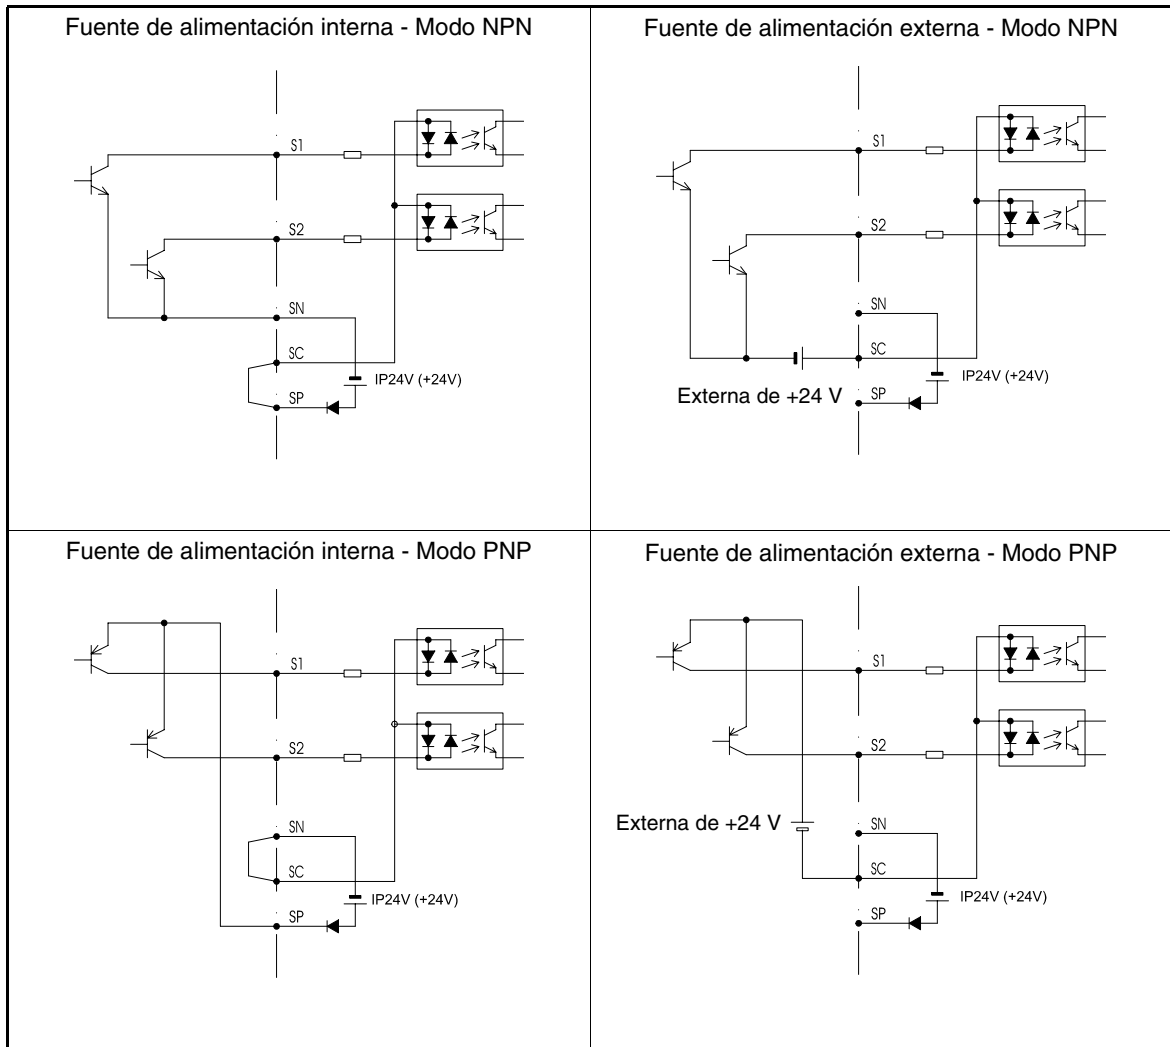 Fuente de alimentación interna - Modo NPN
S1
S2
SN
SC
IP24V (+24V)
SP
Fuente de alimentación externa - Modo NPN
S1
S2
SN
SC
IP24V (+24V)
Externa de +24 V
SP
Fuente de alimentación interna - Modo PNP
S1
S2
SN
SC
IP24V (+24V)
SP
Fuente de alimentación externa - Modo PNP
S1
S2
Externa de +24 V
SN
SC
IP24V (+24V)
SP